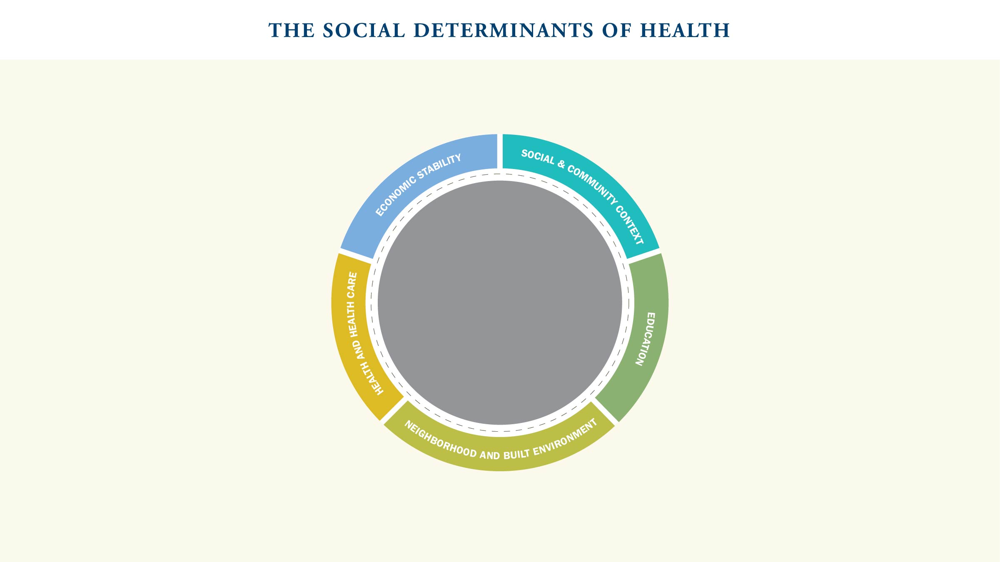 THE SOCIAL DETERMINANTS OF HEALTH
ECONOMIC STABILITY
SOCIAL & COMMUNITY CONTEXT
EDUCATION
NEIGHBORHOOD AND BUILT ENVIRONMENT
HEALTH AND HEALTH CARE